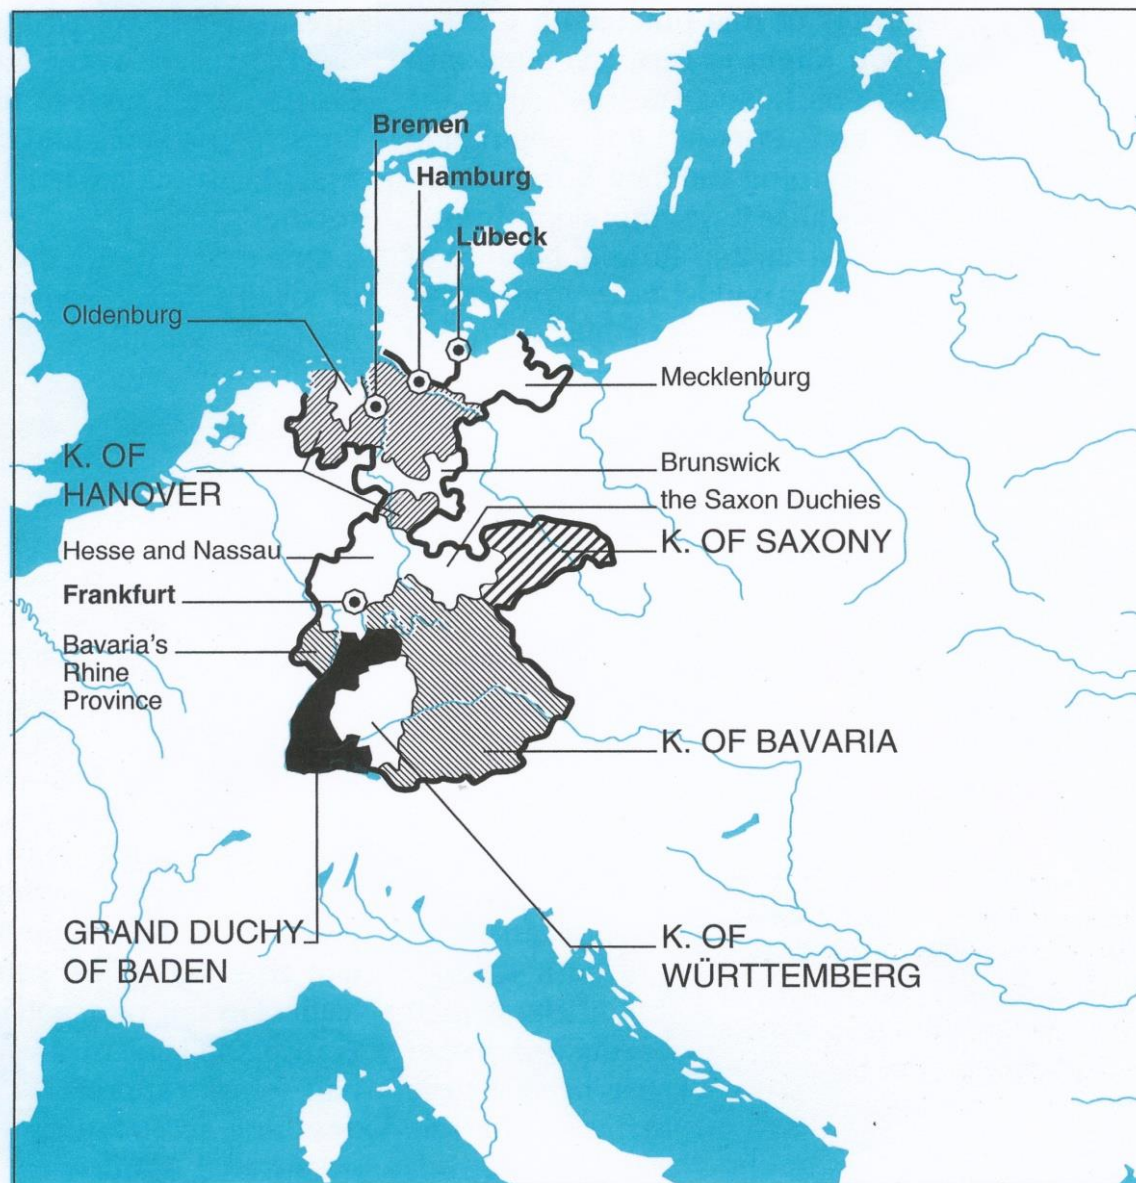 Bremen
Hamburg
Lübeck
Oldenburg
Mecklenburg
K. OF
HANOVER
Brunswick
the Saxon Duchies
K. OF SAXONY
Hesse and Nassau
Frankfurt
Bavaria's
Rhine
Province
K. OF BAVARIA
GRAND DUCHY
OF BADEN
K. OF
WÜRTTEMBERG